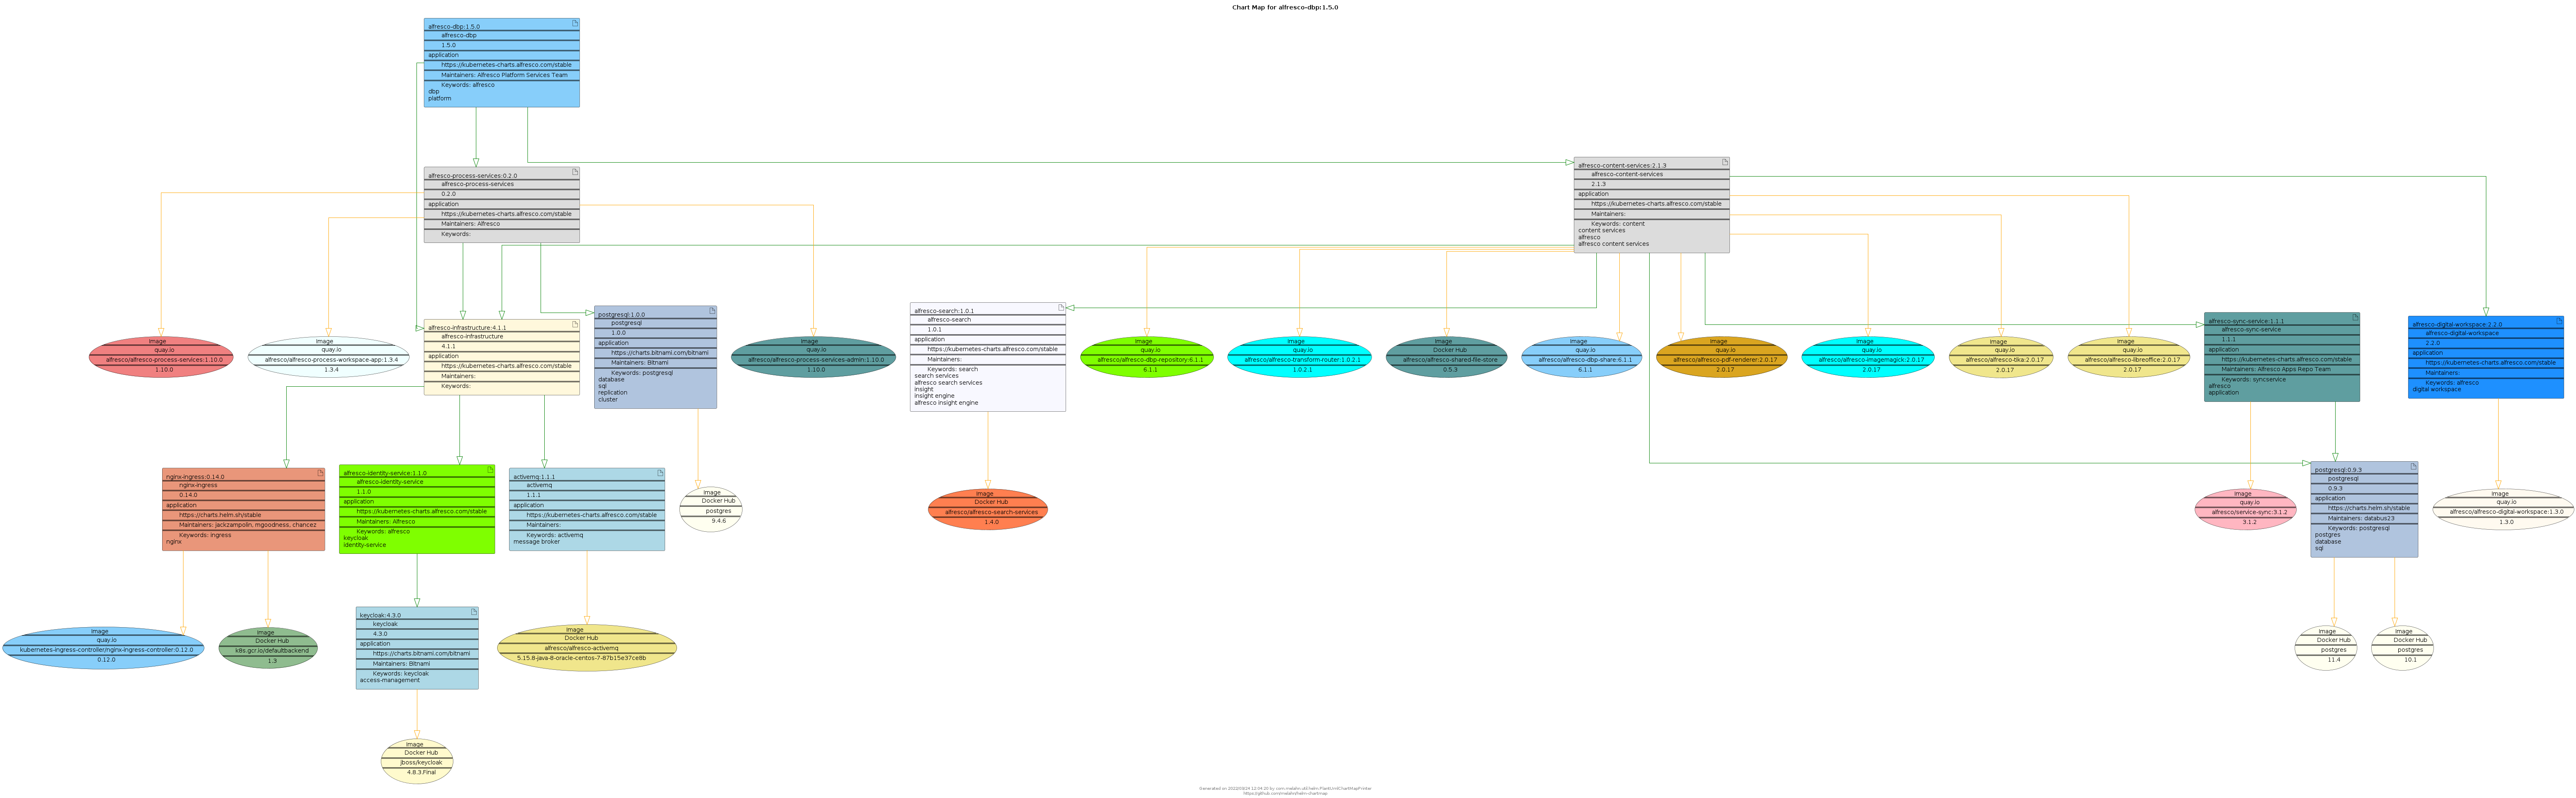 Chart Map for alfresco-dbp:1.5.0
alfresco-dbp:1.5.0
alfresco-dbp
1.5.0
application
https://kubernetes-charts.alfresco.com/stable
Maintainers: Alfresco Platform Services Team
Keywords: alfresco
dbp
platform
alfresco-process-services:0.2.0
alfresco-process-services
0.2.0
application
https://kubernetes-charts.alfresco.com/stable
Maintainers: Alfresco
Keywords:
alfresco-content-services:2.1.3
alfresco-content-services
2.1.3
application
https://kubernetes-charts.alfresco.com/stable
Maintainers:
Keywords: content
content services
alfresco
alfresco content services
Image
quay.io
alfresco/alfresco-process-services:1.10.0
1.10.0
Image
quay.io
alfresco/alfresco-process-workspace-app:1.3.4
1.3.4
alfresco-infrastructure:4.1.1
alfresco-infrastructure
4.1.1
application
https://kubernetes-charts.alfresco.com/stable
Maintainers:
Keywords:
postgresql:1.0.0
postgresql
1.0.0
application
https://charts.bitnami.com/bitnami
Maintainers: Bitnami
Keywords: postgresql
database
sql
replication
cluster
Image
quay.io
alfresco/alfresco-process-services-admin:1.10.0
1.10.0
alfresco-search:1.0.1
alfresco-search
1.0.1
application
https://kubernetes-charts.alfresco.com/stable
Maintainers:
Keywords: search
search services
alfresco search services
insight
insight engine
alfresco insight engine
Image
quay.io
alfresco/alfresco-dbp-repository:6.1.1
6.1.1
Image
quay.io
alfresco/alfresco-transform-router:1.0.2.1
1.0.2.1
Image
Docker Hub
alfresco/alfresco-shared-file-store
0.5.3
Image
quay.io
alfresco/alfresco-dbp-share:6.1.1
6.1.1
Image
quay.io
alfresco/alfresco-pdf-renderer:2.0.17
2.0.17
Image
quay.io
alfresco/alfresco-imagemagick:2.0.17
2.0.17
Image
quay.io
alfresco/alfresco-tika:2.0.17
2.0.17
Image
quay.io
alfresco/alfresco-libreoffice:2.0.17
2.0.17
alfresco-sync-service:1.1.1
alfresco-sync-service
1.1.1
application
https://kubernetes-charts.alfresco.com/stable
Maintainers: Alfresco Apps Repo Team
Keywords: syncservice
alfresco
application
alfresco-digital-workspace:2.2.0
alfresco-digital-workspace
2.2.0
application
https://kubernetes-charts.alfresco.com/stable
Maintainers:
Keywords: alfresco
digital workspace
nginx-ingress:0.14.0
nginx-ingress
0.14.0
application
https://charts.helm.sh/stable
Maintainers: jackzampolin, mgoodness, chancez
Keywords: ingress
nginx
alfresco-identity-service:1.1.0
alfresco-identity-service
1.1.0
application
https://kubernetes-charts.alfresco.com/stable
Maintainers: Alfresco
Keywords: alfresco
keycloak
identity-service
activemq:1.1.1
activemq
1.1.1
application
https://kubernetes-charts.alfresco.com/stable
Maintainers:
Keywords: activemq
message broker
Image
Docker Hub
postgres
9.4.6
Image
Docker Hub
alfresco/alfresco-search-services
1.4.0
Image
quay.io
alfresco/service-sync:3.1.2
3.1.2
postgresql:0.9.3
postgresql
0.9.3
application
https://charts.helm.sh/stable
Maintainers: databus23
Keywords: postgresql
postgres
database
sql
Image
quay.io
alfresco/alfresco-digital-workspace:1.3.0
1.3.0
Image
quay.io
kubernetes-ingress-controller/nginx-ingress-controller:0.12.0
0.12.0
Image
Docker Hub
k8s.gcr.io/defaultbackend
1.3
keycloak:4.3.0
keycloak
4.3.0
application
https://charts.bitnami.com/bitnami
Maintainers: Bitnami
Keywords: keycloak
access-management
Image
Docker Hub
alfresco/alfresco-activemq
5.15.8-java-8-oracle-centos-7-87b15e37ce8b
Image
Docker Hub
postgres
11.4
Image
Docker Hub
postgres
10.1
Image
Docker Hub
jboss/keycloak
4.8.3.Final
https://github.com/melahn/helm-chartmap